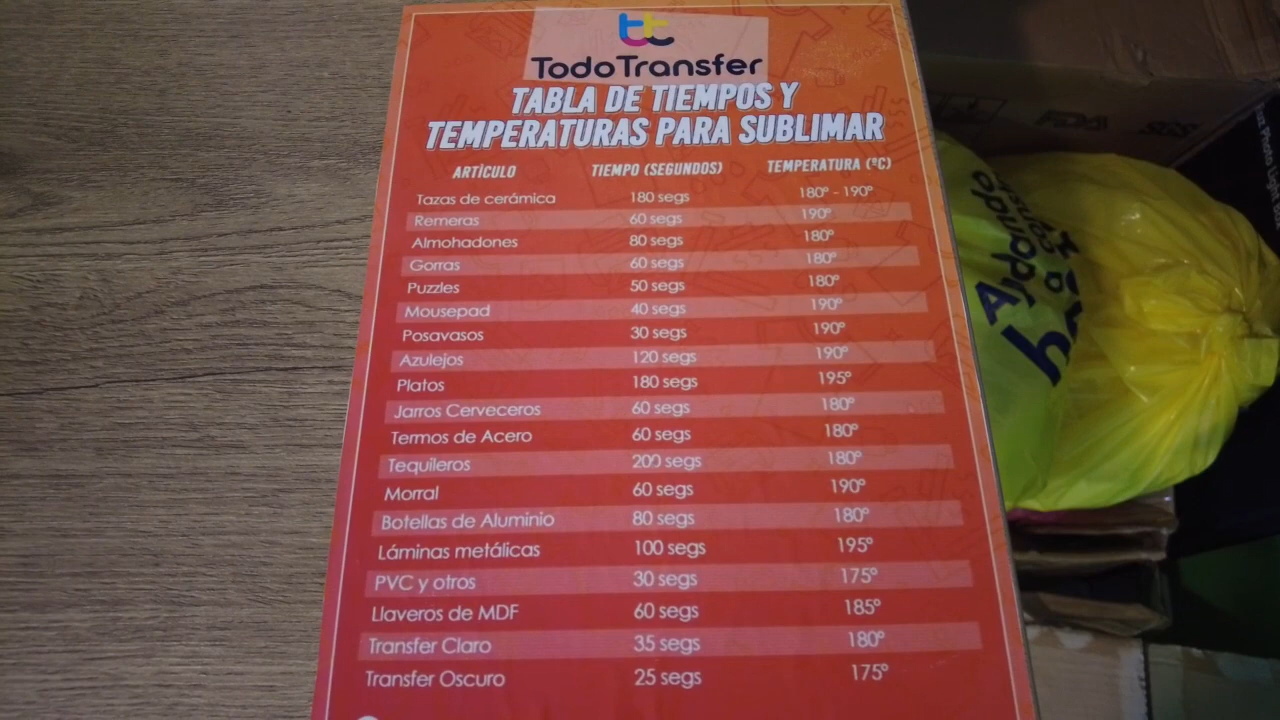 TodoTransfer
TABLA DE TIEMPOS Y
TEMPERATURAS PARA SUBLIMAR
ARTÍCULO TIEMPO (SEGUNDOS) TEMPERATURA (ºC)
Tazas de cerámica 180 segs 180º - 190º
Remeras 60 segs 190º
Almohadones 80 segs 180º
Gorras 60 segs 180º
Puzzles 50 segs 180º
Mousepad 40 segs 190º
Posavasos 30 segs 190º
Azulejos 120 segs 190º
Platos 180 segs 195º
Jarros Cerveceros 60 segs 180º
Termos de Acero 60 segs 180º
Tequileros 200 segs 180º
Morral 60 segs 190º
Botellas de Aluminio 80 segs 180º
Láminas metálicas 100 segs 195º
PVC y otros 30 segs 175º
Llaveros de MDF 60 segs 185º
Transfer Claro 35 segs 180º
Transfer Oscuro 25 segs 175º